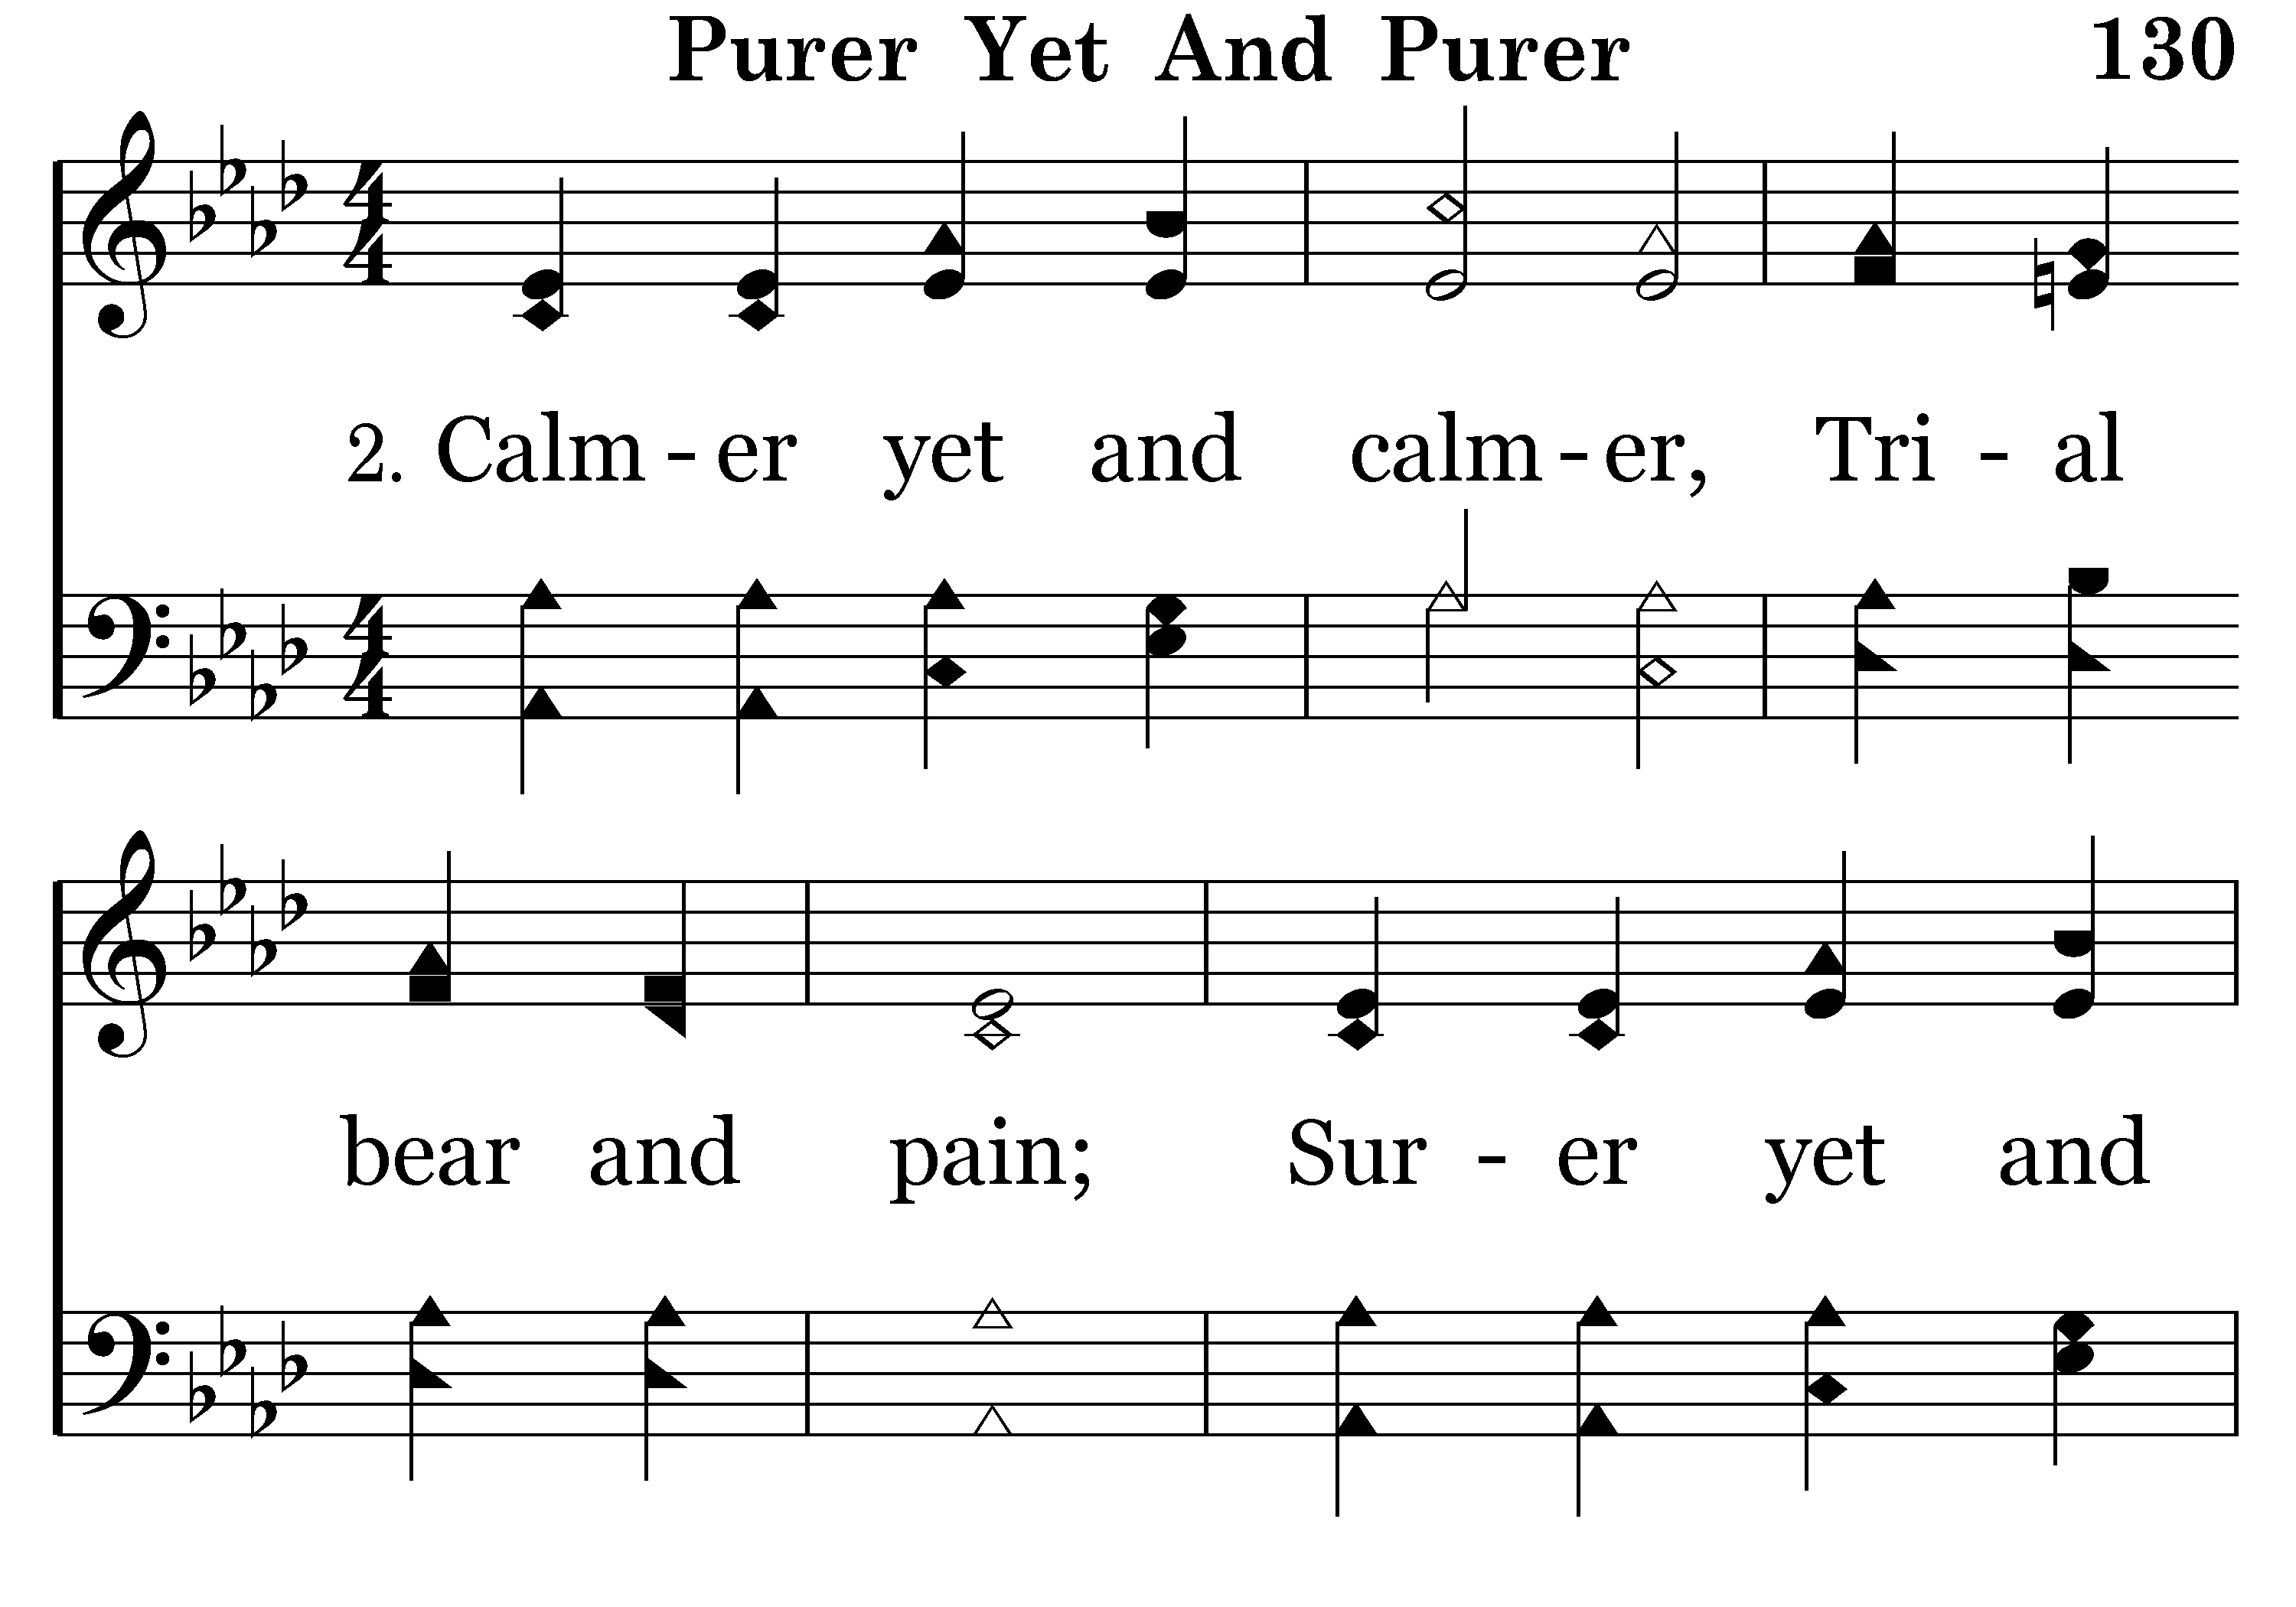 Purer Yet And Purer 130
2. Calm - er yet and calm - er, Tri - al
bear and pain; Sur - er yet and